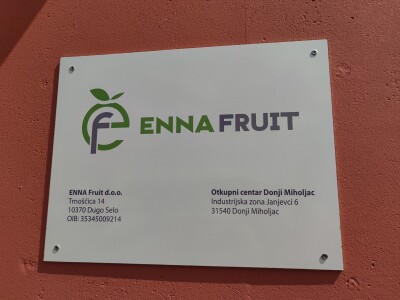 ENNA FRUIT
ENNA Fruit d.o.o.
Trnošćica 14
10370 Dugo Selo
OIB: 35345009214
Otkupni centar Donji Miholjac
Industrijska zona Janjevci 6
31540 Donji Miholjac